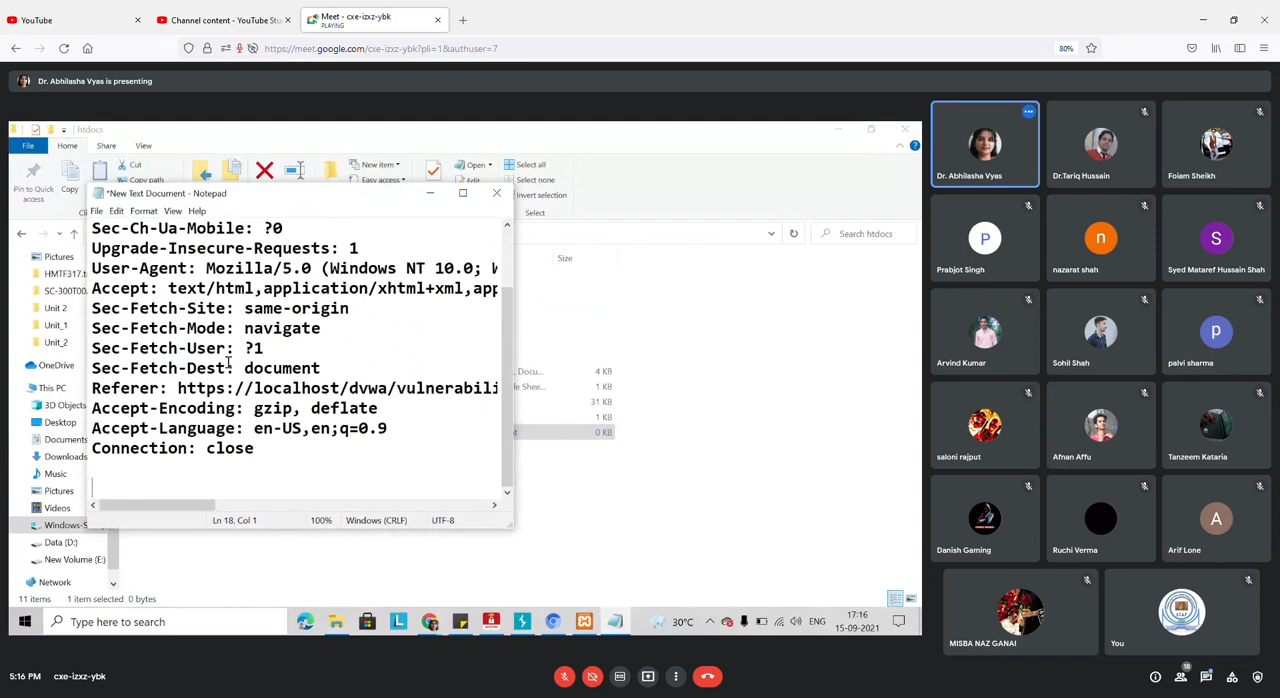 YouTube
Channel content - YouTube Stu
Meet - cxe-izxz-ybk
PLAYING
https://meet.google.com/cxe-izxz-ybk?pli=1&authuser=7
80%
Dr. Abhilasha Vyas is presenting
htdocs
File
Home
Share
View
Pin to Quick
access
Copy
Cut
Copy path
New item
Easy access
Open
Edit
Select all
Select none
Invert selection
Select
Search htdocs
Size
*New Text Document - Notepad
File
Edit
Format
View
Help
Sec-Ch-Ua-Mobile: ?0
Upgrade-Insecure-Requests: 1
User-Agent: Mozilla/5.0 (Windows NT 10.0; W
Accept: text/html,application/xhtml+xml,app
Sec-Fetch-Site: same-origin
Sec-Fetch-Mode: navigate
Sec-Fetch-User: ?1
Sec-Fetch-Dest: document
Referer: https://localhost/dvwa/vulnerabili
Accept-Encoding: gzip, deflate
Accept-Language: en-US,en;q=0.9
Connection: close
Ln 18, Col 1
100%
Windows (CRLF)
UTF-8
Pictures
HMTF317.
SC-300T00
Unit 2
Unit_1
Unit_2
OneDrive
This PC
3D Objects
Desktop
Documents
Downloads
Music
Pictures
Videos
Windows-S
Data (D:)
New Volume (E:)
Network
Docu...
4 KB
Shee...
1 KB
31 KB
1 KB
0 KB
11 items
1 item selected 0 bytes
Type here to search
30°C
ENG
17:16
15-09-2021
Dr. Abhilasha Vyas
Dr.Tariq Hussain
Foiam Sheikh
P
Prabjot Singh
n
nazarat shah
S
Syed Mataref Hussain Shah
Arvind Kumar
Sohil Shah
p
palvi sharma
saloni rajput
Afnan Affu
Tanzeem Kataria
Danish Gaming
Ruchi Verma
A
Arif Lone
MISBA NAZ GANAI
You
5:16 PM
cxe-izxz-ybk
18